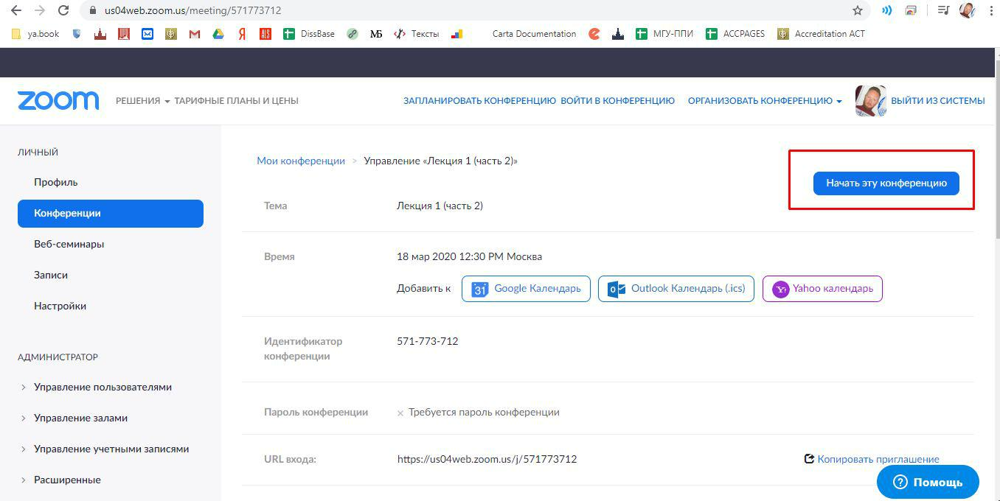 us04web.zoom.us/meeting/571773712
ya.book
DissBase
Тексты
Carta Documentation
МГУ-ППИ
ACCPAGES
Accreditation ACT
zoom
РЕШЕНИЯ
ТАРИФНЫЕ ПЛАНЫ И ЦЕНЫ
ЗАПЛАНИРОВАТЬ КОНФЕРЕНЦИЮ
ВОЙТИ В КОНФЕРЕНЦИЮ
ОРГАНИЗОВАТЬ КОНФЕРЕНЦИЮ
ВЫЙТИ ИЗ СИСТЕМЫ
ЛИЧНЫЙ
Профиль
Конференции
Веб-семинары
Записи
Настройки
АДМИНИСТРАТОР
Управление пользователями
Управление залами
Управление учетными записями
Расширенные
Мои конференции > Управление «Лекция 1 (часть 2)»
Начать эту конференцию
Тема
Лекция 1 (часть 2)
Время
18 мар 2020 12:30 PM Москва
Добавить к
31 Google Календарь
Outlook Календарь (.ics)
Yahoo календарь
Идентификатор
конференции
571-773-712
Пароль конференции
× Требуется пароль конференции
URL входа:
https://us04web.zoom.us/j/571773712
Копировать приглашение
Помощь